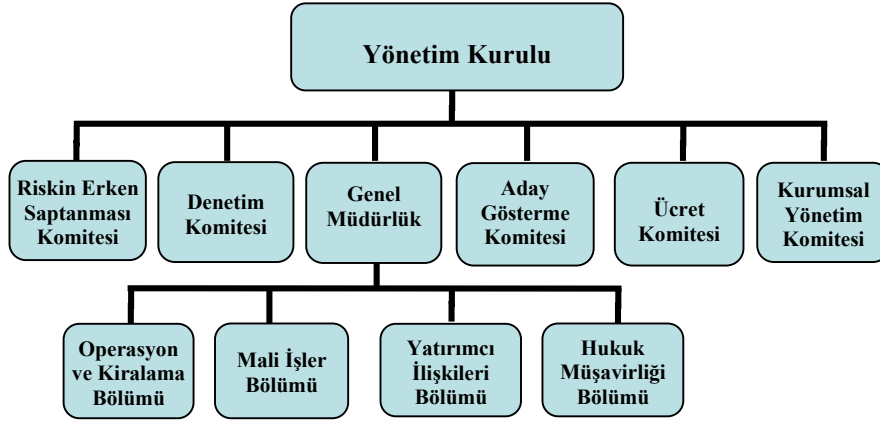 Yönetim Kurulu
Riskin Erken
Saptanması
Komitesi
Denetim
Komitesi
Genel
Müdürlük
Aday
Gösterme
Komitesi
Ücret
Komitesi
Kurumsal
Yönetim
Komitesi
Operasyon
ve Kiralama
Bölümü
Mali İşler
Bölümü
Yatırımcı
İlişkileri
Bölümü
Hukuk
Müşavirliği
Bölümü